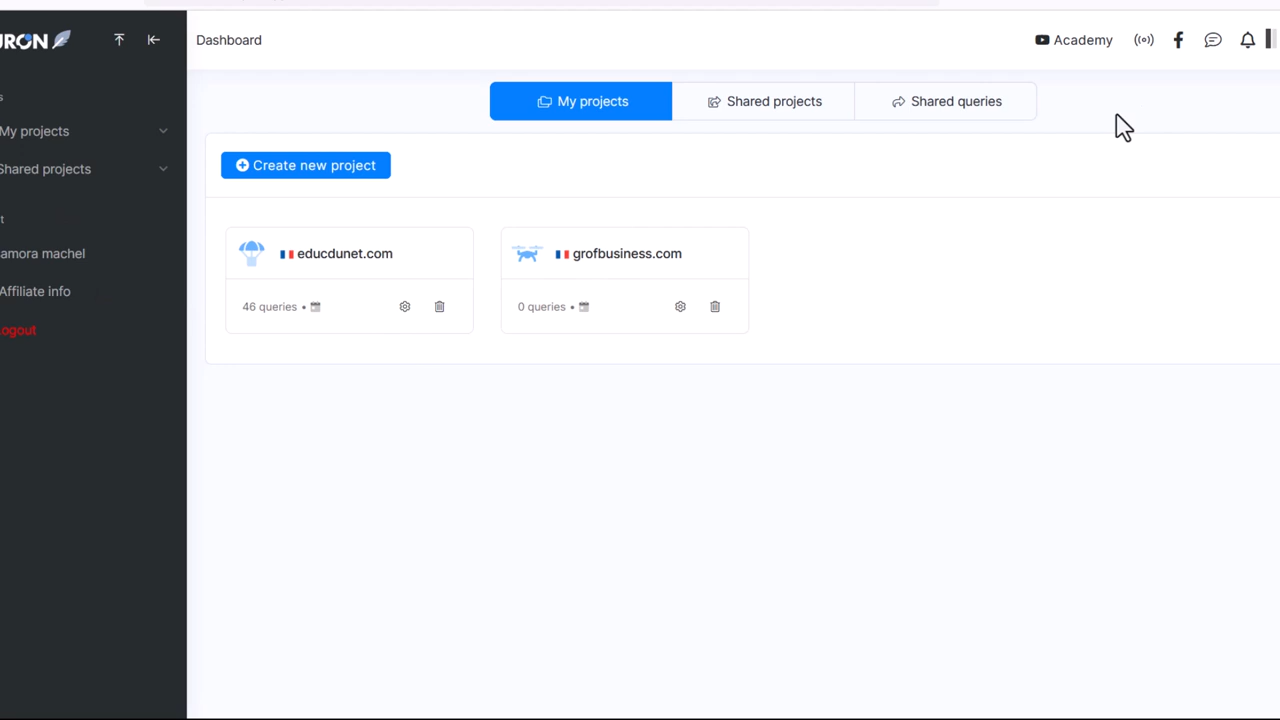 URON
Dashboard
Academy
s
My projects
Shared projects
t
amora machel
Affiliate info
ogout
My projects
Shared projects
Shared queries
Create new project
educdunet.com
46 queries •
grofbusiness.com
0 queries •